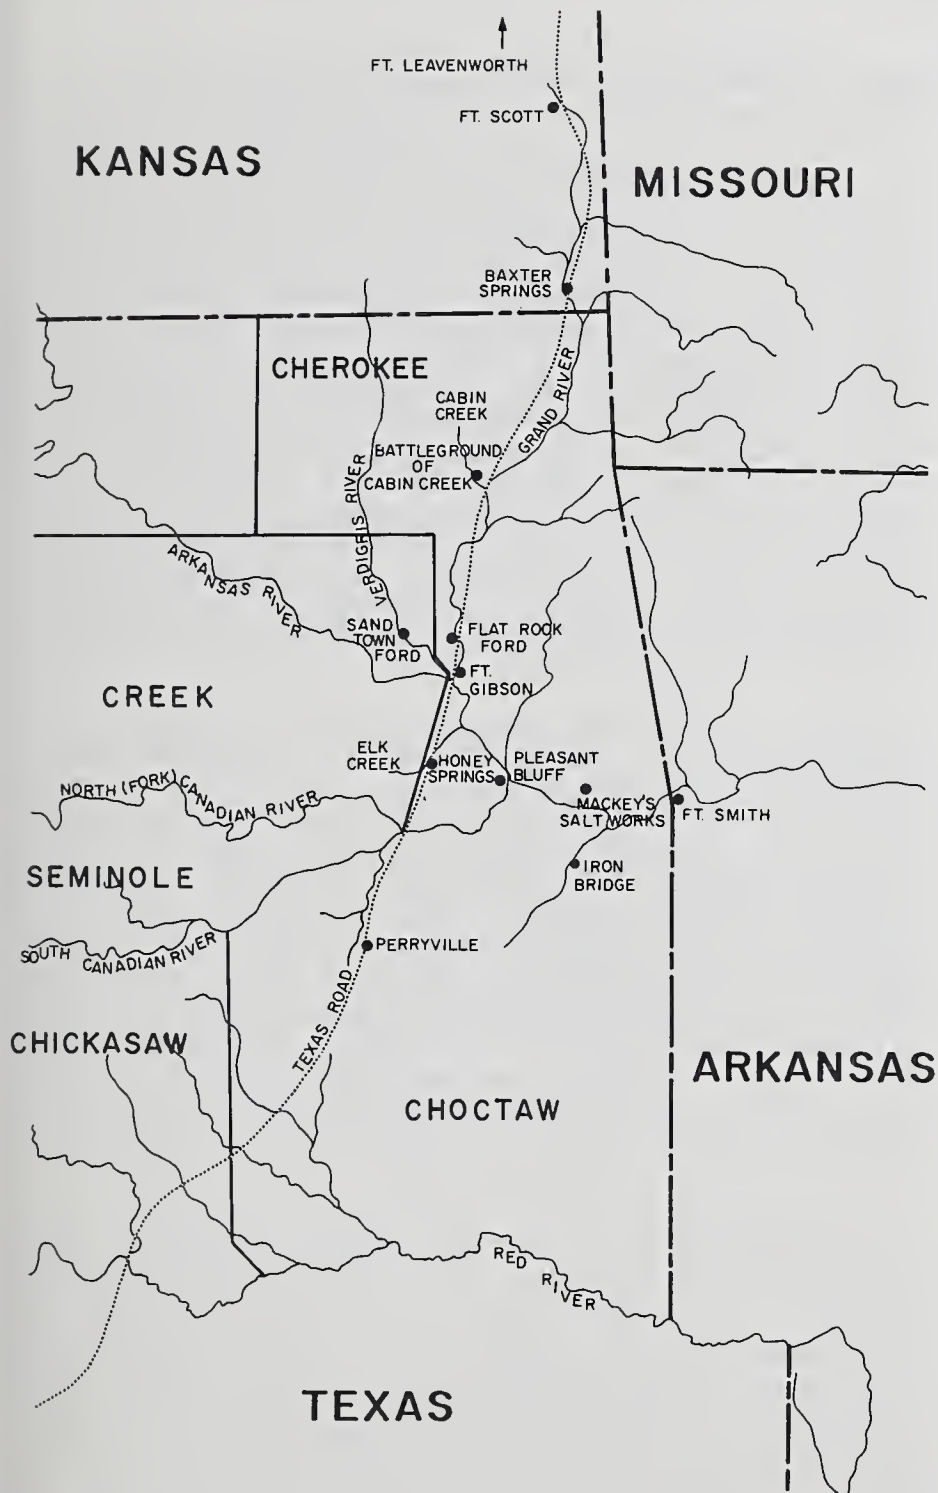 FT. LEAVENWORTH
FT. SCOTT
KANSAS
MISSOURI
BAXTER
SPRINGS
CHEROKEE
CABIN
CREEK
GRAND RIVER
BATTLEGROUND
OF
CABIN CREEK
VERDIGRIS RIVER
ARKANSAS RIVER
SAND
TOWN
FORD
FLAT ROCK
FORD
FT.
GIBSON
CREEK
ELK
CREEK
HONEY
SPRINGS
PLEASANT
BLUFF
NORTH (FORK) CANADIAN RIVER
MACKEY'S
SALT WORKS
FT. SMITH
IRON
BRIDGE
SEMINOLE
SOUTH CANADIAN RIVER
PERRYVILLE
TEXAS ROAD
CHICKASAW
ARKANSAS
CHOCTAW
RED RIVER
TEXAS